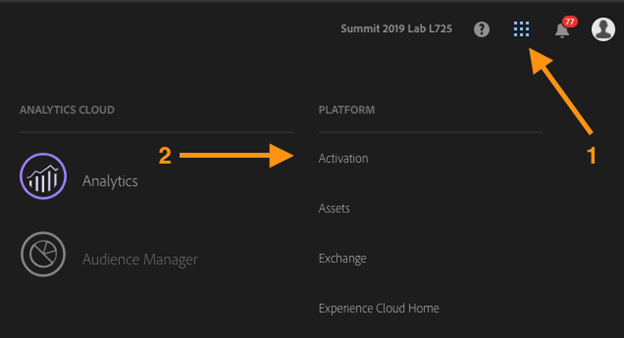 Summit 2019 Lab L725
?
77
ANALYTICS CLOUD
PLATFORM
1
2
Activation
Analytics
Assets
Audience Manager
Exchange
Experience Cloud Home